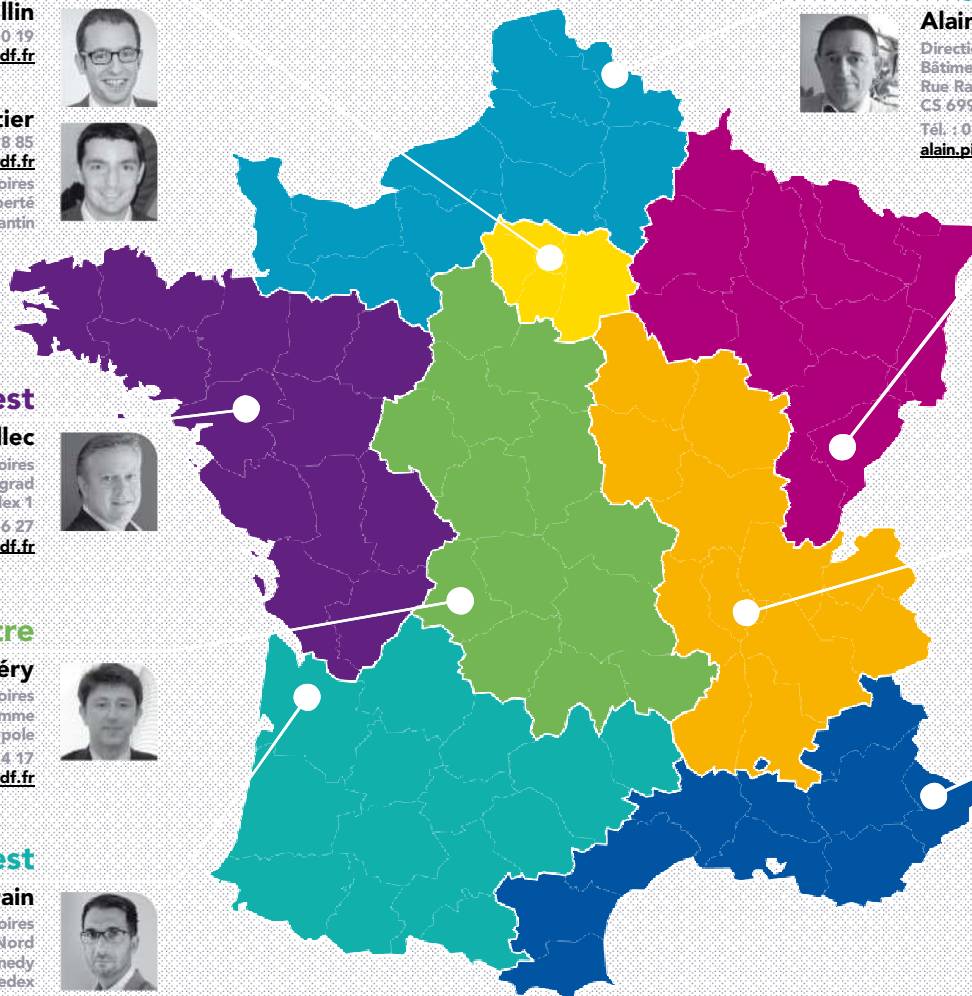 llin
0 19
df.fr
tier
8 85
df.fr
oires
berté
antin
est
llec
oires
grad
dex 1
6 27
df.fr
tre
éry
oires
mme
pole
4 17
df.fr
est
rain
oires
Nord
nedy
edex
Alain
Directi
Bâtime
Rue Ra
CS 699
Tél. : 0
alain.pi